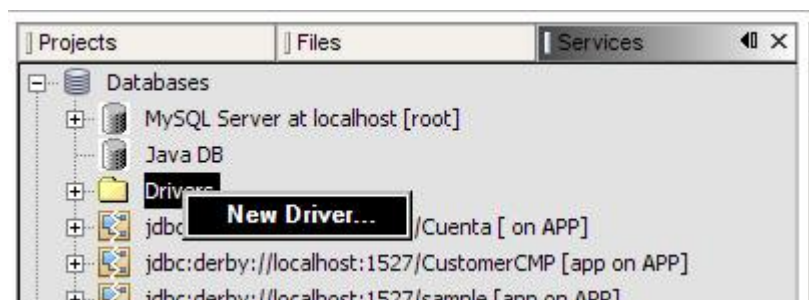 Projects Files Services
Databases
MySQL Server at localhost [root]
Java DB
Drivers
New Driver...
jdbc /Cuenta [ on APP]
jdbc:derby://localhost:1527/CustomerCMP [app on APP]
jdbc:derby://localhost:1527/sample [app on APP]